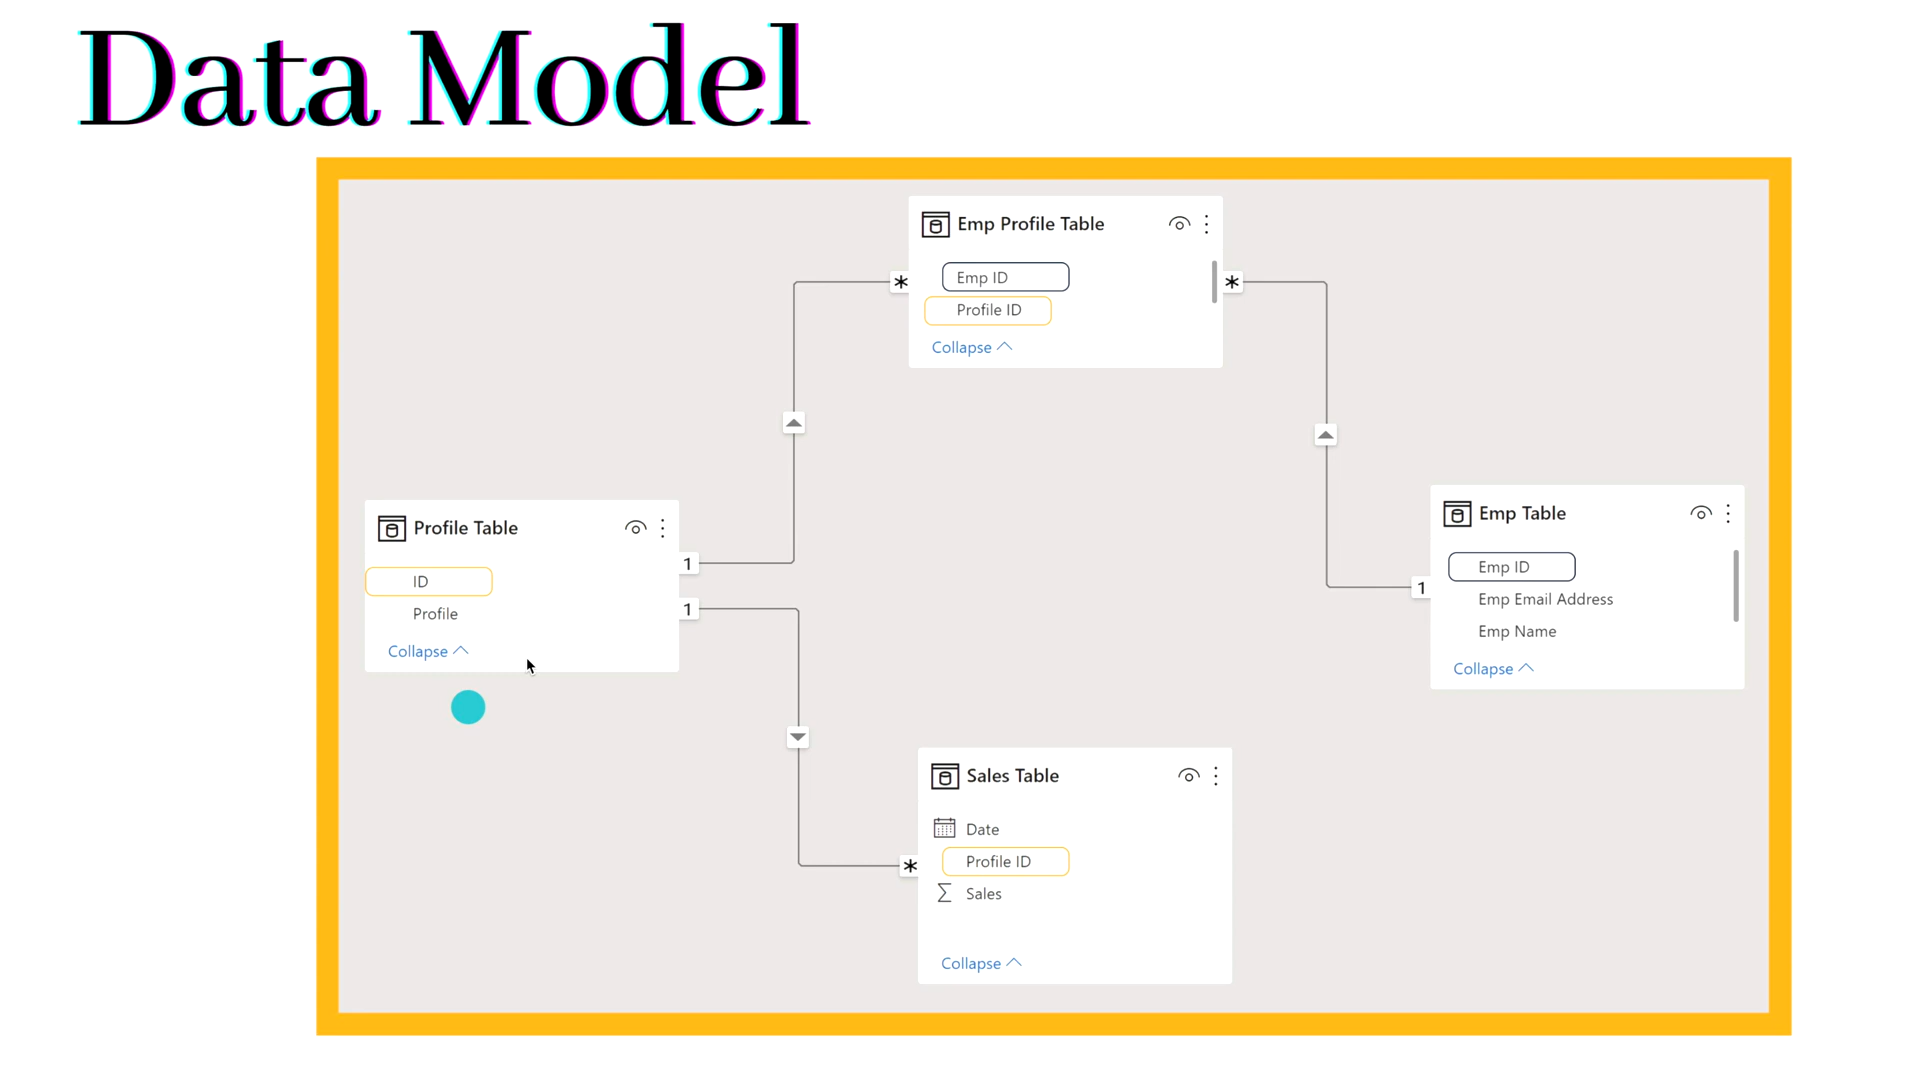 Data Model
Emp Profile Table
Emp ID
Profile ID
Collapse
*
*
Profile Table
ID
Profile
Collapse
1
1
Emp Table
Emp ID
Emp Email Address
Emp Name
Collapse
1
Sales Table
Date
Profile ID
Sales
Collapse
*